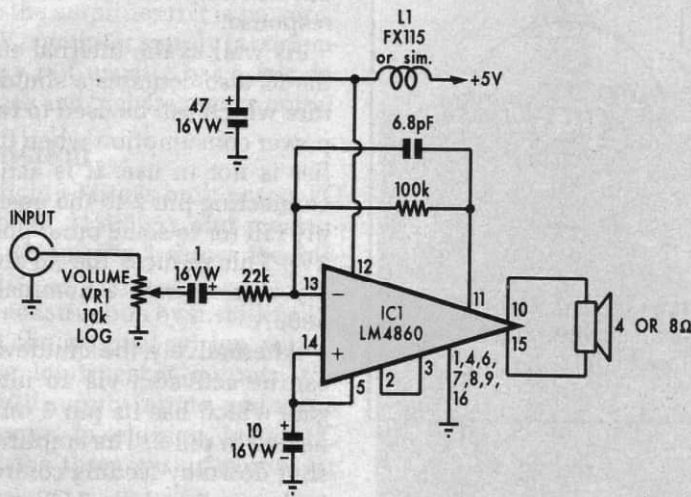 L1
FX115
or sim.
+5V
47
16VW
+
−
6.8pF
100k
INPUT
VOLUME
VR1
10k
LOG
1
16VW
+
22k
13
−
12
11
14
+
IC1
LM4860
10
15
4 OR 8Ω
5
2
3
1,4,6,
7,8,9,
16
10
16VW
+
−